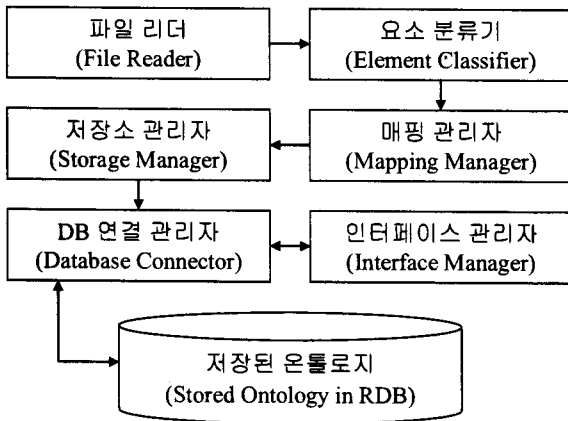 파일 리더
(File Reader)
요소 분류기
(Element Classifier)
저장소 관리자
(Storage Manager)
매핑 관리자
(Mapping Manager)
DB 연결 관리자
(Database Connector)
인터페이스 관리자
(Interface Manager)
저장된 온톨로지
(Stored Ontology in RDB)